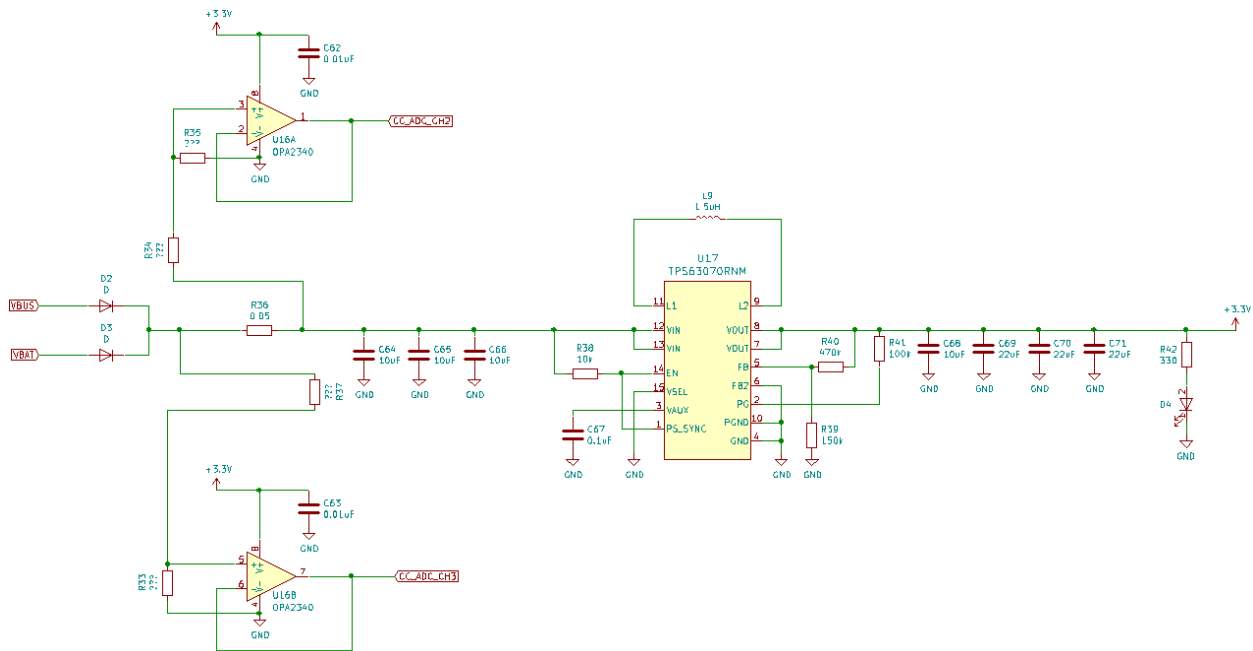 +3.3V
C62
0.01uF
GND
8
3
V+
1
CC_ADC_CH2
2
V-
R35
???
U16A
OPA2340
4
GND
L9
1.5uH
R34
???
U17
TPS63070RNM
D2
D
VBUS
R36
0.05
11
L1
L2
9
+3.3V
D3
D
VBAT
12
VIN
VOUT
8
13
VIN
VOUT
7
C64
10uF
C65
10uF
C66
10uF
R38
10k
14
EN
FB
5
R40
470k
R41
100k
C68
10uF
C69
22uF
C70
22uF
C71
22uF
R42
330
GND
GND
GND
GND
GND
GND
GND
R37
???
15
VSEL
FB2
6
3
VAUX
PG
2
2
D4
1
PS_SYNC
PGND
10
GND
4
C67
0.1uF
R39
150k
GND
GND
GND
GND
GND
+3.3V
C63
0.01uF
GND
8
5
V+
7
CC_ADC_CH3
6
V-
R33
???
U16B
OPA2340
4
GND